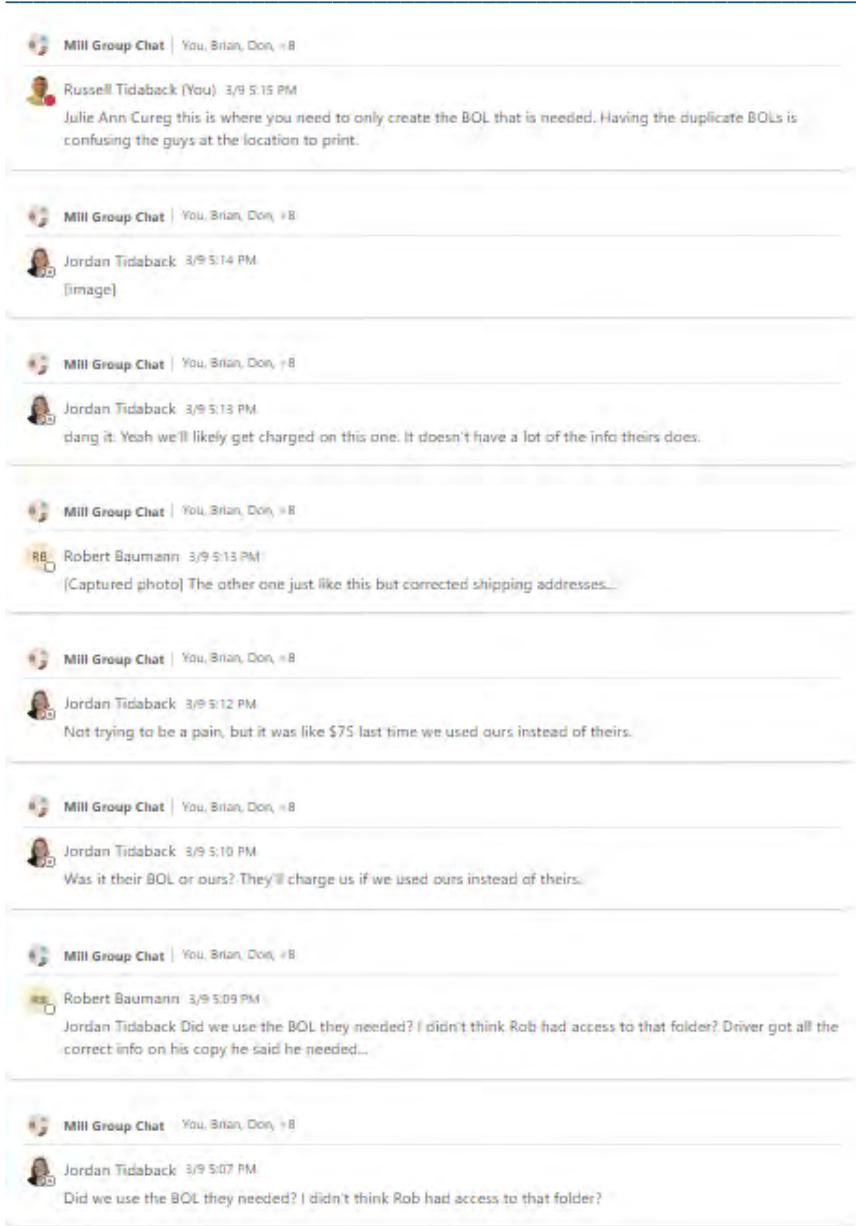 Mill Group Chat | You, Brian, Don, +8
Russell Tidaback (You) 3/9 5:15 PM
Julie Ann Cureg this is where you need to only create the BOL that is needed. Having the duplicate BOLs is
confusing the guys at the location to print.
Mill Group Chat | You, Brian, Don, +8
Jordan Tidaback 3/9 5:14 PM
[image]
Mill Group Chat | You, Brian, Don, +8
Jordan Tidaback 3/9 5:13 PM
dang it. Yeah we'll likely get charged on this one. It doesn't have a lot of the info theirs does.
Mill Group Chat | You, Brian, Don, +8
RB Robert Baumann 3/9 5:13 PM
[Captured photo] The other one just like this but corrected shipping addresses...
Mill Group Chat | You, Brian, Don, +8
Jordan Tidaback 3/9 5:12 PM
Not trying to be a pain, but it was like $75 last time we used ours instead of theirs.
Mill Group Chat | You, Brian, Don, +8
Jordan Tidaback 3/9 5:10 PM
Was it their BOL or ours? They'll charge us if we used ours instead of theirs.
Mill Group Chat | You, Brian, Don, +8
RB Robert Baumann 3/9 5:09 PM
Jordan Tidaback Did we use the BOL they needed? I didn't think Rob had access to that folder? Driver got all the
correct info on his copy he said he needed...
Mill Group Chat You, Brian, Don, +8
Jordan Tidaback 3/9 5:07 PM
Did we use the BOL they needed? I didn't think Rob had access to that folder?